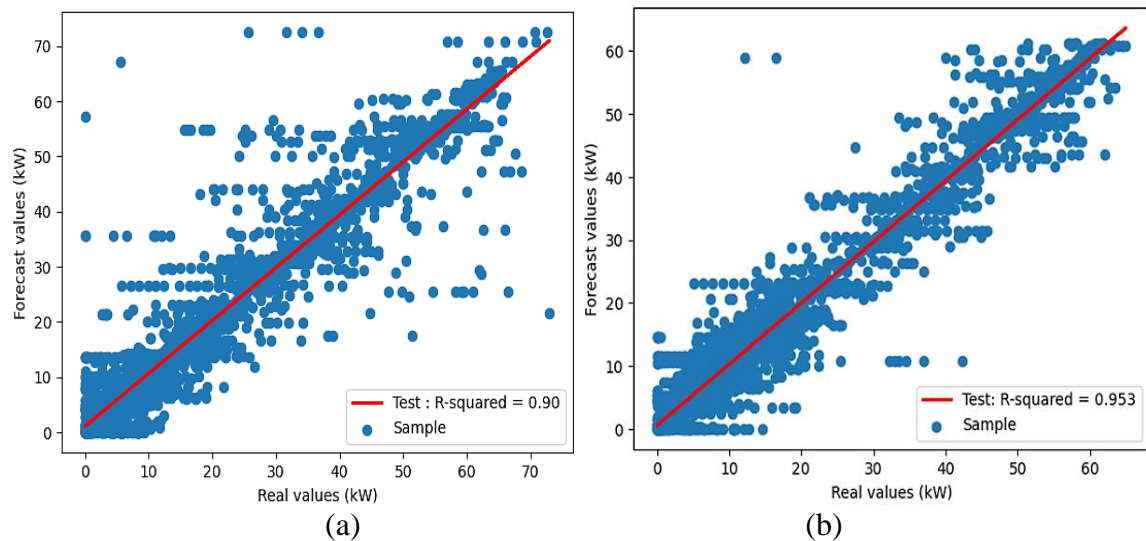 70
60
50
40
30
20
10
0
Forecast values (kW)
Test : R-squared = 0.90
Sample
0 10 20 30 40 50 60 70
Real values (kW)
(a)
60
50
40
30
20
10
0
Forecast values (kW)
Test: R-squared = 0.953
Sample
0 10 20 30 40 50 60
Real values (kW)
(b)